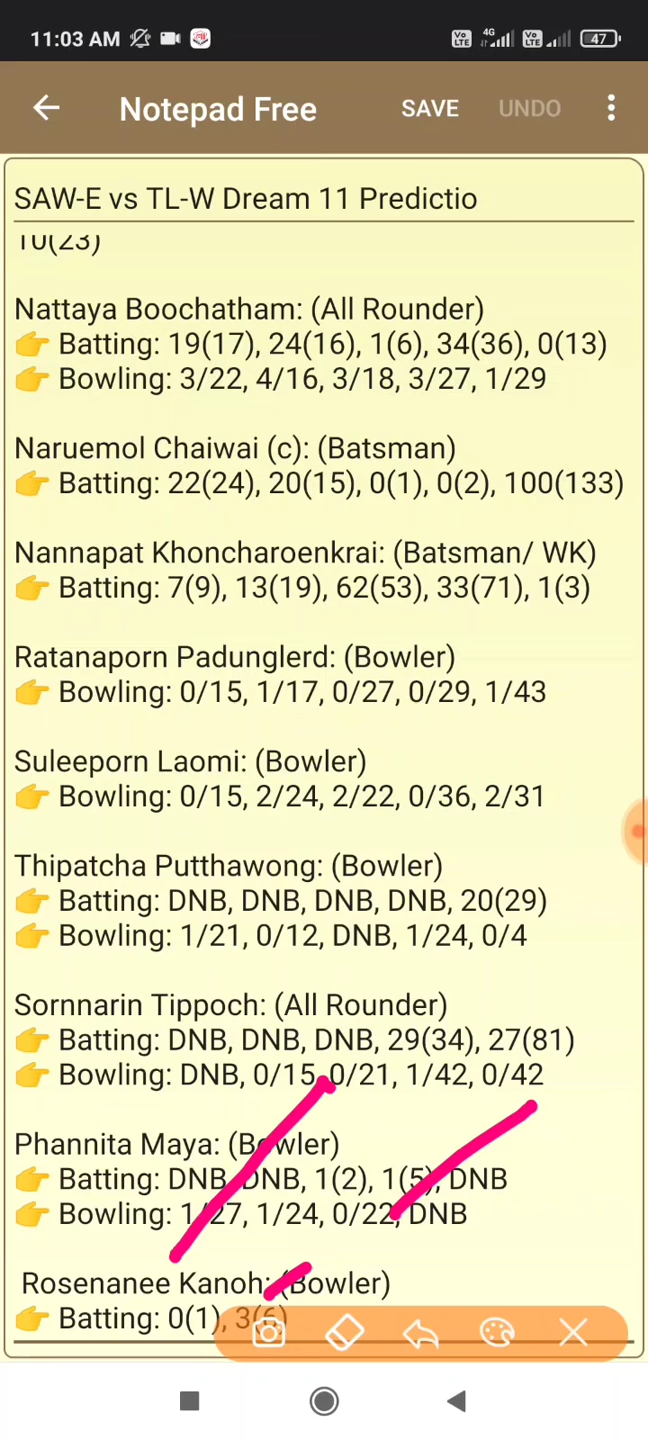 11:03 AM
Vo LTE 4G Vo LTE 47
Notepad Free SAVE UNDO
SAW-E vs TL-W Dream 11 Predictio
10(23)
Nattaya Boochatham: (All Rounder)
👉 Batting: 19(17), 24(16), 1(6), 34(36), 0(13)
👉 Bowling: 3/22, 4/16, 3/18, 3/27, 1/29
Naruemol Chaiwai (c): (Batsman)
👉 Batting: 22(24), 20(15), 0(1), 0(2), 100(133)
Nannapat Khoncharoenkrai: (Batsman/ WK)
👉 Batting: 7(9), 13(19), 62(53), 33(71), 1(3)
Ratanaporn Padunglerd: (Bowler)
👉 Bowling: 0/15, 1/17, 0/27, 0/29, 1/43
Suleeporn Laomi: (Bowler)
👉 Bowling: 0/15, 2/24, 2/22, 0/36, 2/31
Thipatcha Putthawong: (Bowler)
👉 Batting: DNB, DNB, DNB, DNB, 20(29)
👉 Bowling: 1/21, 0/12, DNB, 1/24, 0/4
Sornnarin Tippoch: (All Rounder)
👉 Batting: DNB, DNB, DNB, 29(34), 27(81)
👉 Bowling: DNB, 0/15, 0/21, 1/42, 0/42
Phannita Maya: (Bowler)
👉 Batting: DNB, DNB, 1(2), 1(5), DNB
👉 Bowling: 1/27, 1/24, 0/22, DNB
Rosenanee Kanoh: (Bowler)
👉 Batting: 0(1), 3(6)